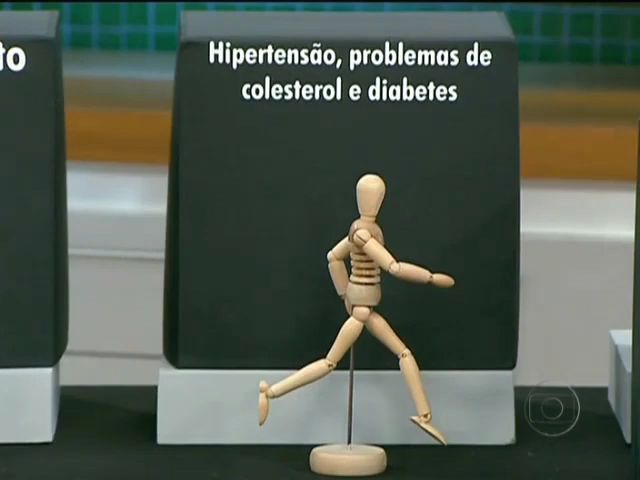 to
Hipertensão, problemas de
colesterol e diabetes